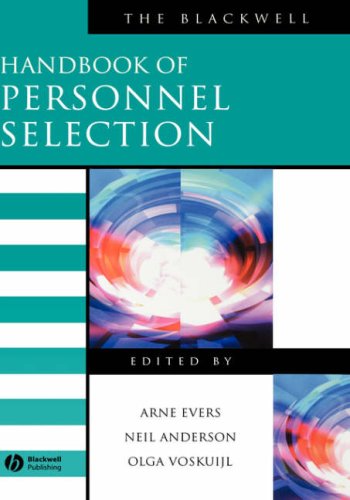 THE BLACKWELL
HANDBOOK OF
PERSONNEL
SELECTION
EDITED BY
ARNE EVERS
NEIL ANDERSON
OLGA VOSKUIJL
Blackwell
Publishing